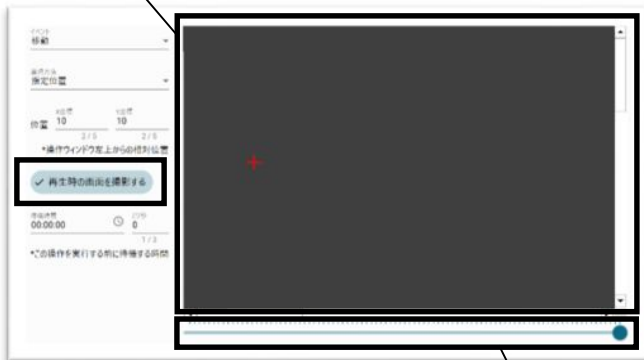 イベント
移動
選択方法
指定位置
X座標 Y座標
位置 10 10
2/5 2/5
*操作ウィンドウ左上からの相対位置
再生時の画面を撮影する
待機時間 ミリ秒
00:00:00 0
1/3
*この操作を実行する前に待機する時間